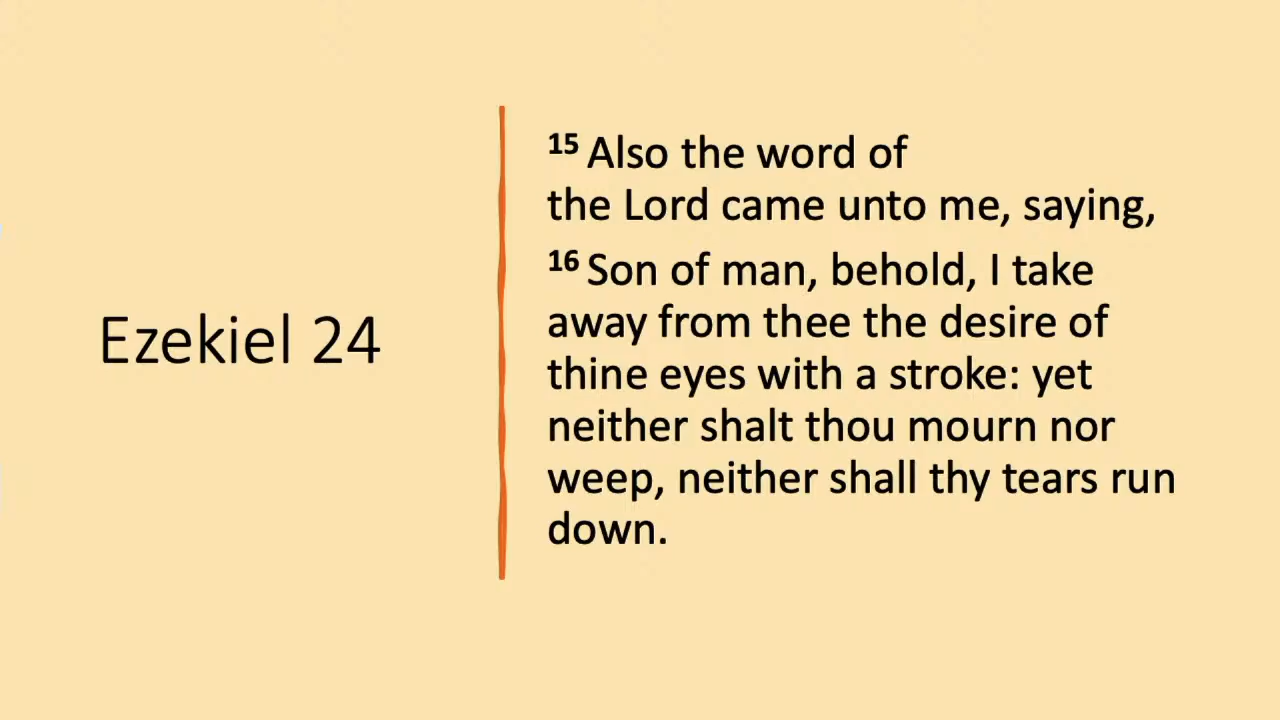 Ezekiel 24
15 Also the word of
the Lord came unto me, saying,
16 Son of man, behold, I take
away from thee the desire of
thine eyes with a stroke: yet
neither shalt thou mourn nor
weep, neither shall thy tears run
down.